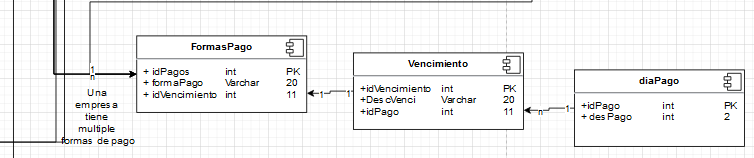 FormasPago
+ idPagos int PK
+ formaPago Varchar 20
+ idVencimiento int 11
1
n
Una
empresa
tiene
multiple
formas de pago
1
1
Vencimiento
+idVencimiento int PK
+DescVenci Varchar 20
+idPago int 11
n
1
diaPago
+idPago int PK
+ desPago int 2